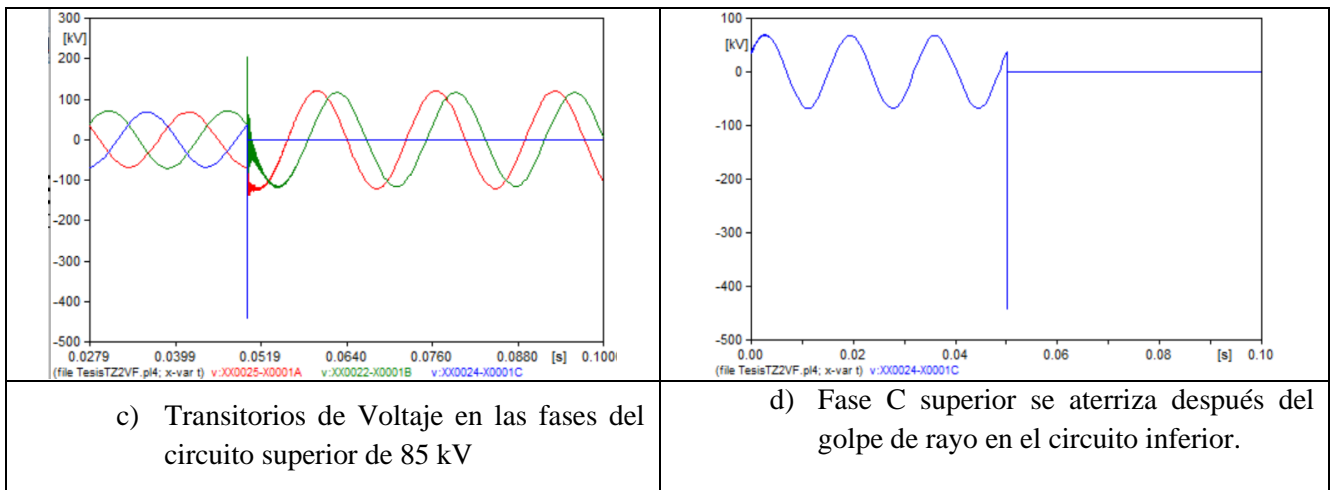 300
[kV]
200
100
0
-100
-200
-300
-400
-500
0.0279 0.0399 0.0519 0.0640 0.0760 0.0880 [s] 0.100
(file TesisTZ2VF.pl4; x-var t) v:XX0025-X0001A v:XX0022-X0001B v:XX0024-X0001C
100
[kV]
0
-100
-200
-300
-400
-500
0.00 0.02 0.04 0.06 0.08 [s] 0.10
(file TesisTZ2VF.pl4; x-var t) v:XX0024-X0001C
c) Transitorios de Voltaje en las fases del
circuito superior de 85 kV
d) Fase C superior se aterriza después del
golpe de rayo en el circuito inferior.